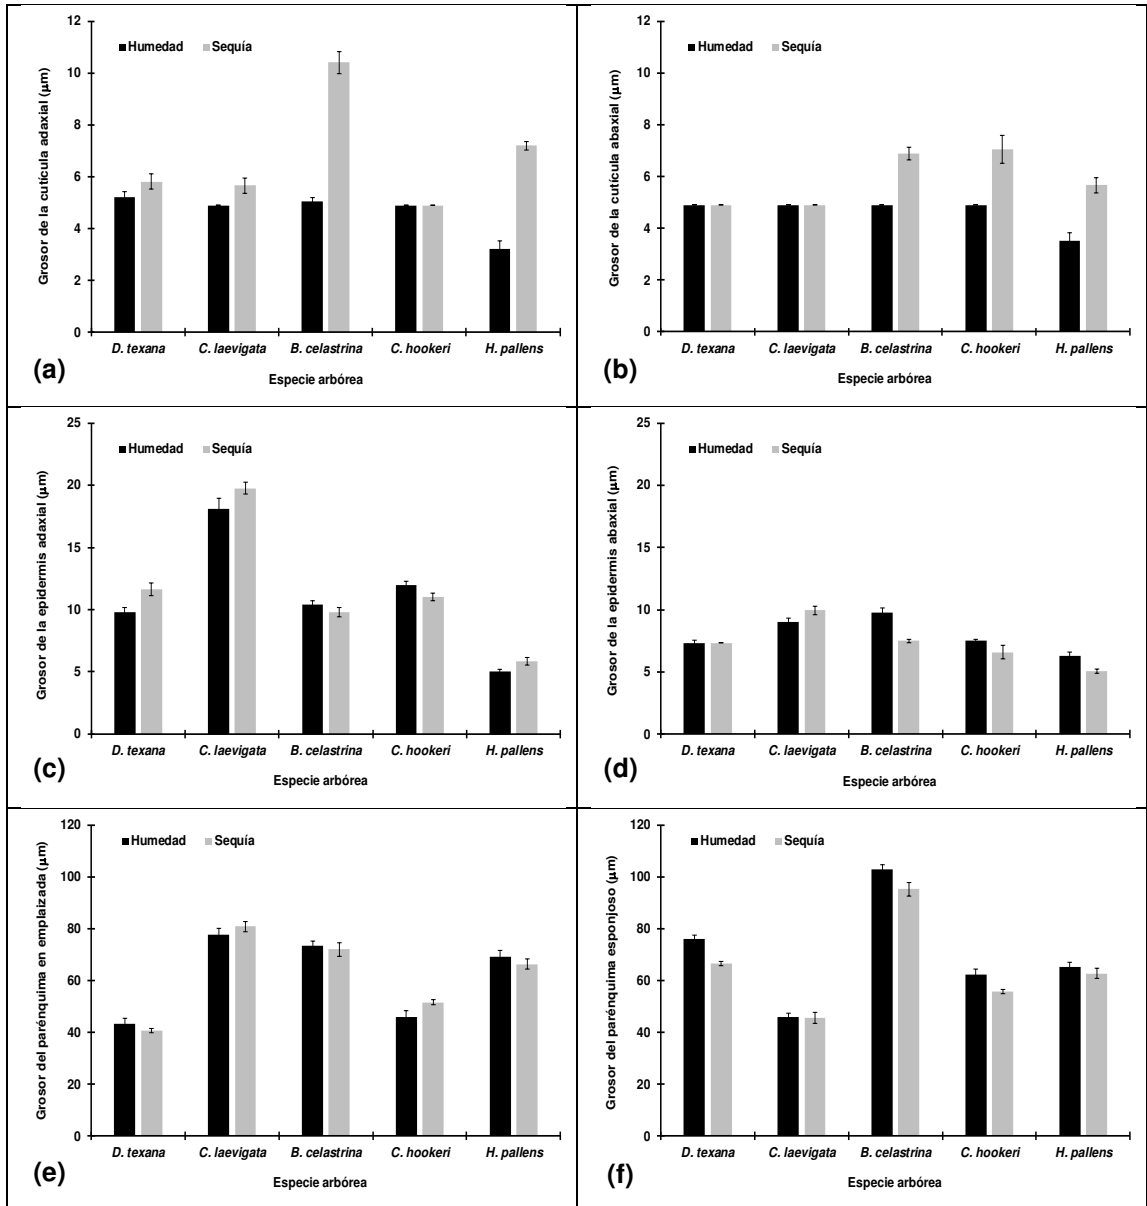 12
10
8
6
4
2
0
Grosor de la cutícula adaxial (µm)
Humedad Sequía
D. texana C. laevigata B. celastrina C. hookeri H. pallens
Especie arbórea
(a)
12
10
8
6
4
2
0
Grosor de la cutícula abaxial (µm)
Humedad Sequía
D. texana C. laevigata B. celastrina C. hookeri H. pallens
Especie arbórea
(b)
25
20
15
10
5
0
Grosor de la epidermis adaxial (µm)
Humedad Sequía
D. texana C. laevigata B. celastrina C. hookeri H. pallens
Especie arbórea
(c)
25
20
15
10
5
0
Grosor de la epidermis abaxial (µm)
Humedad Sequía
D. texana C. laevigata B. celastrina C. hookeri H. pallens
Especie arbórea
(d)
120
100
80
60
40
20
0
Grosor del parénquima en emplaizada (µm)
Humedad Sequía
D. texana C. laevigata B. celastrina C. hookeri H. pallens
Especie arbórea
(e)
120
100
80
60
40
20
0
Grosor del parénquima esponjoso (µm)
Humedad Sequía
D. texana C. laevigata B. celastrina C. hookeri H. pallens
Especie arbórea
(f)